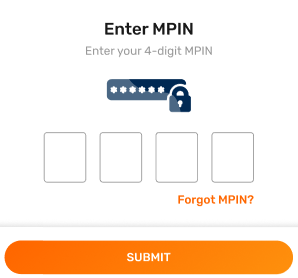 Enter MPIN
Enter your 4-digit MPIN
******
Forgot MPIN?
SUBMIT